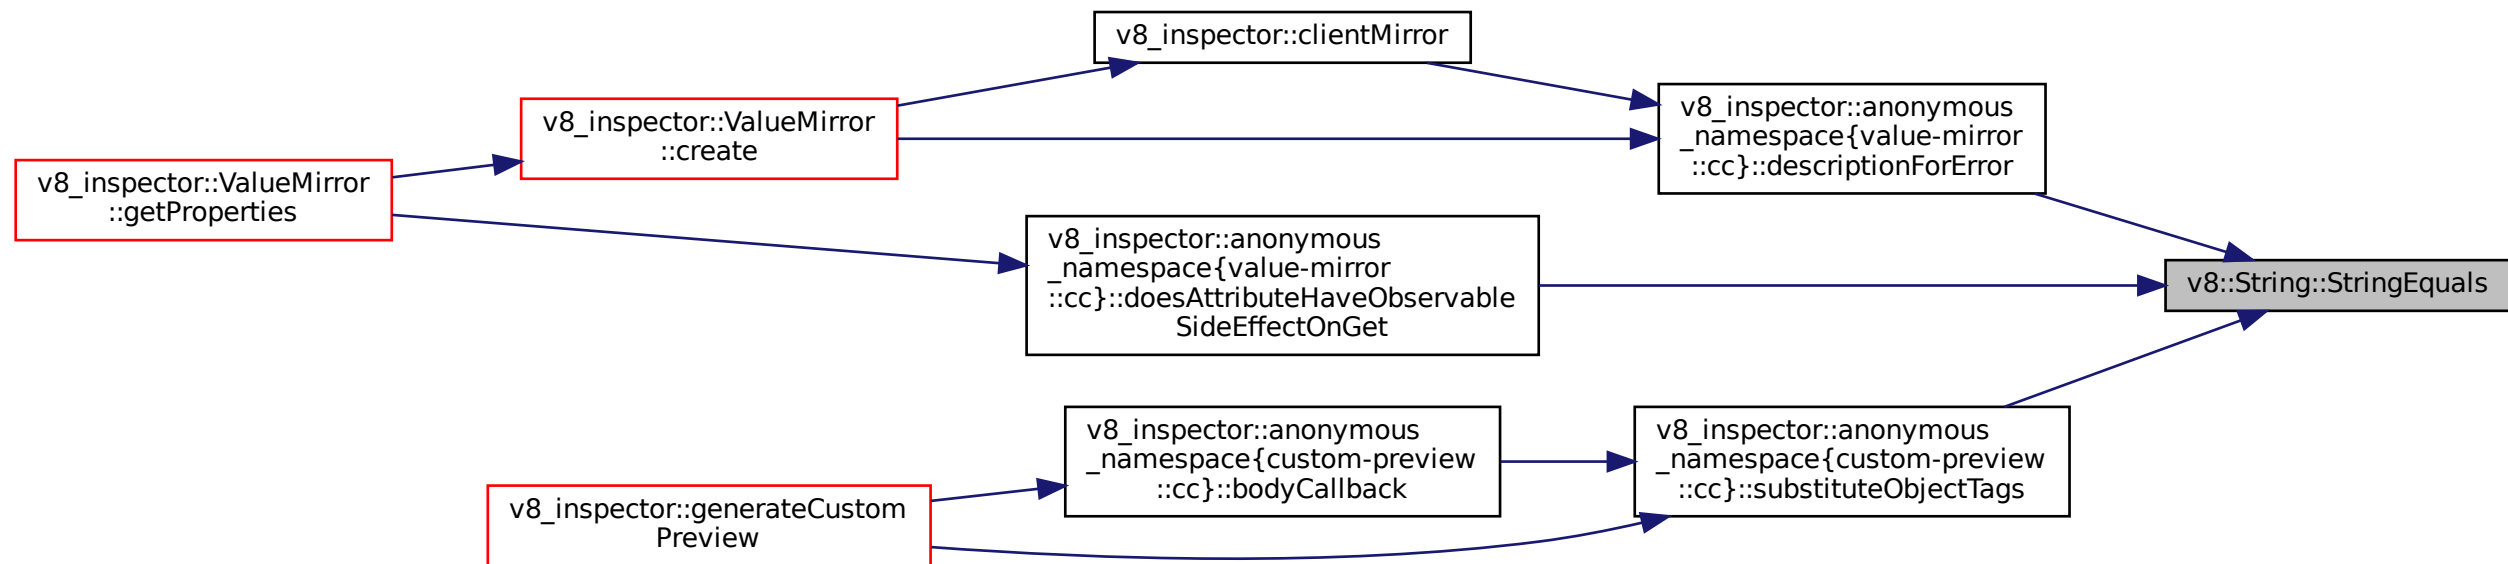 v8_inspector::clientMirror
v8_inspector::anonymous
_namespace{value-mirror
::cc}::descriptionForError
v8_inspector::ValueMirror
::create
v8_inspector::ValueMirror
::getProperties
v8_inspector::anonymous
_namespace{value-mirror
::cc}::doesAttributeHaveObservable
SideEffectOnGet
v8::String::StringEquals
v8_inspector::anonymous
_namespace{custom-preview
::cc}::bodyCallback
v8_inspector::anonymous
_namespace{custom-preview
::cc}::substituteObjectTags
v8_inspector::generateCustom
Preview